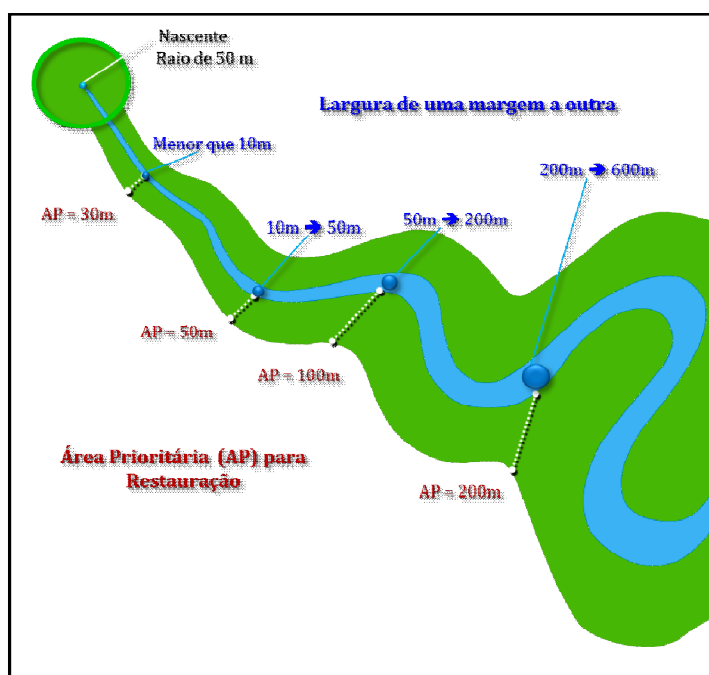 Nascente
Raio de 50 m
Largura de uma margem a outra
Menor que 10m
200m → 600m
AP = 30m
10m → 50m
50m → 200m
AP = 50m
AP = 100m
Área Prioritária (AP) para
Restauração
AP = 200m